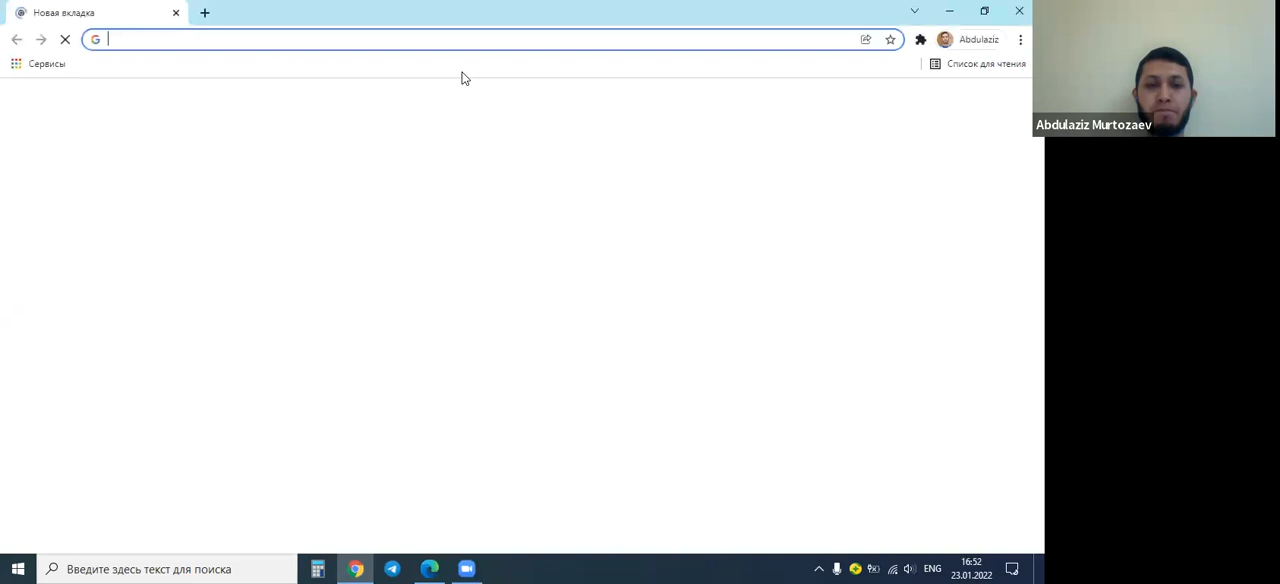 Новая вкладка
Abdulaziz
Сервисы
Список для чтения
Abdulaziz Murtozaev
Введите здесь текст для поиска
ENG
16:52
23.01.2022